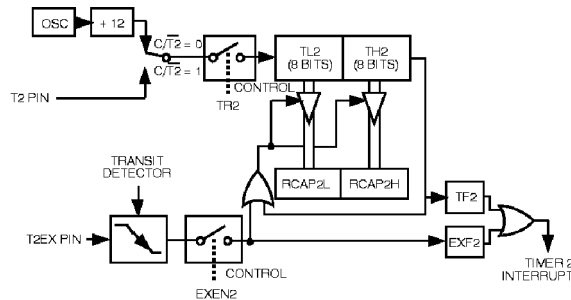 OSC
+ 12
C/T2 = 0
C/T2 = 1
TL2
(8 BITS)
TH2
(8 BITS)
CONTROL
TR2
T2 PIN
TRANSIT
DETECTOR
RCAP2L
RCAP2H
TF2
T2EX PIN
EXF2
CONTROL
EXEN2
TIMER 2
INTERRUPT